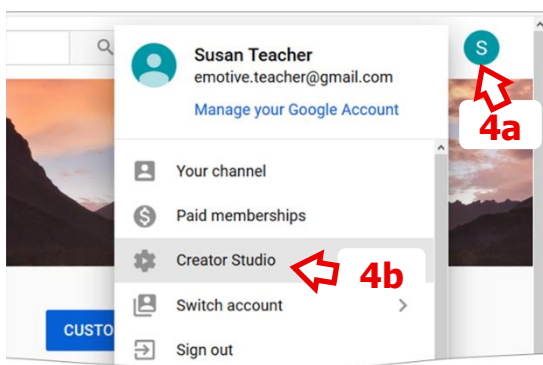 Susan Teacher
emotive.teacher@gmail.com
Manage your Google Account
S
4a
Your channel
Paid memberships
Creator Studio
4b
Switch account
CUSTO
Sign out